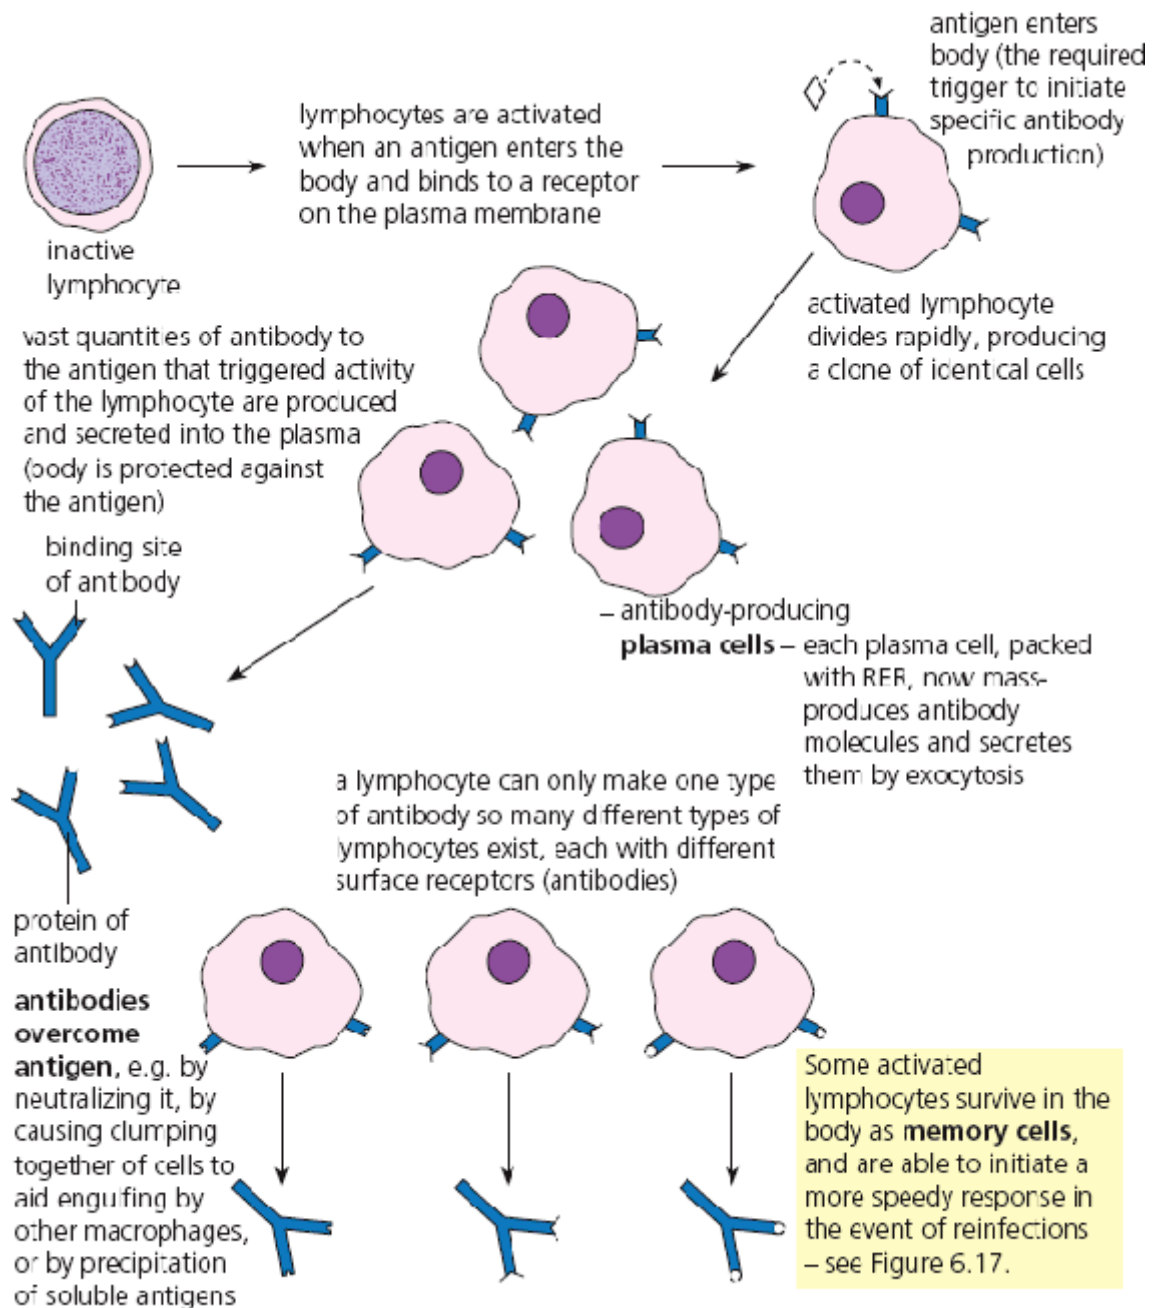 antigen enters
body (the required
trigger to initiate
specific antibody
production)
lymphocytes are activated
when an antigen enters the
body and binds to a receptor
on the plasma membrane
inactive
lymphocyte
activated lymphocyte
divides rapidly, producing
a clone of identical cells
vast quantities of antibody to
the antigen that triggered activity
of the lymphocyte are produced
and secreted into the plasma
(body is protected against
the antigen)
binding site
of antibody
– antibody-producing
plasma cells – each plasma cell, packed
with RER, now mass-
produces antibody
molecules and secretes
them by exocytosis
a lymphocyte can only make one type
of antibody so many different types of
lymphocytes exist, each with different
surface receptors (antibodies)
protein of
antibody
antibodies
overcome
antigen, e.g. by
neutralizing it, by
causing clumping
together of cells to
aid engulfing by
other macrophages,
or by precipitation
of soluble antigens
Some activated
lymphocytes survive in the
body as memory cells,
and are able to initiate a
more speedy response in
the event of reinfections
– see Figure 6.17.